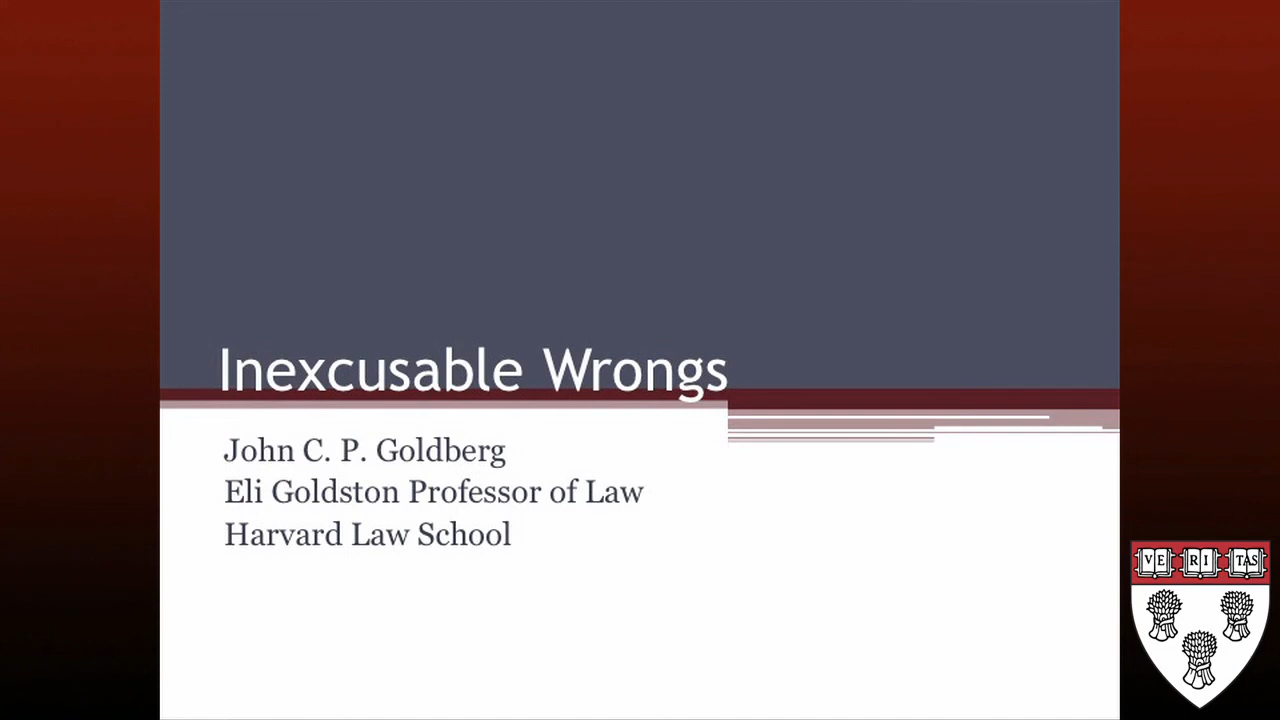 Inexcusable Wrongs
John C. P. Goldberg
Eli Goldston Professor of Law
Harvard Law School
VE RI TAS